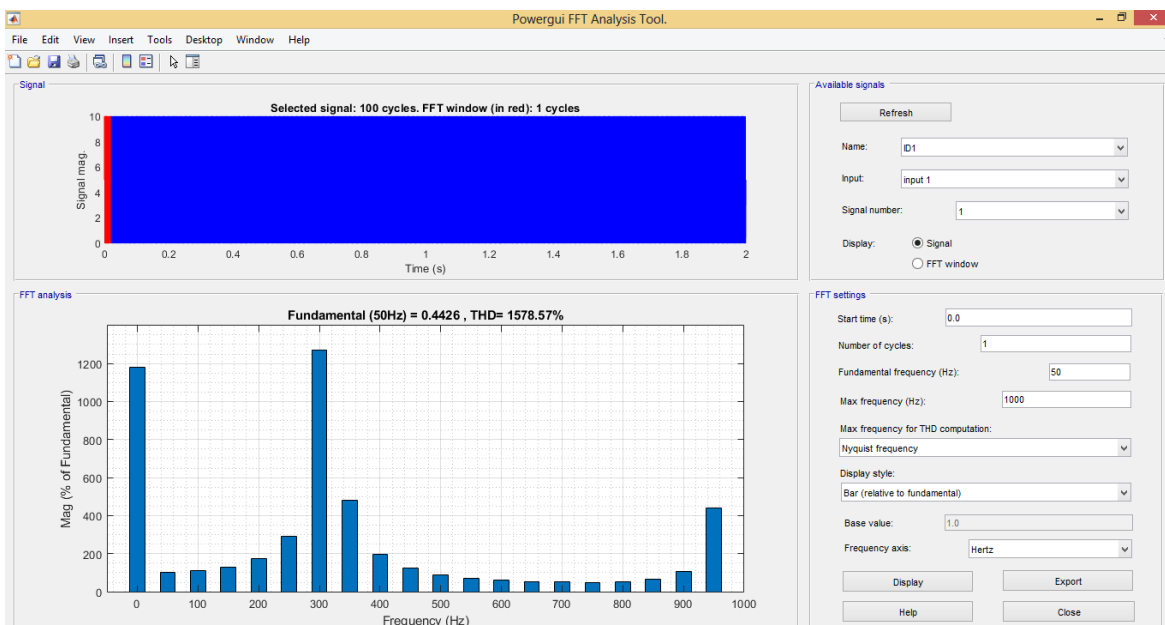 Powergui FFT Analysis Tool.
File Edit View Insert Tools Desktop Window Help
Signal
Selected signal: 100 cycles. FFT window (in red): 1 cycles
10
8
6
4
2
0
Signal mag.
0 0.2 0.4 0.6 0.8 1 1.2 1.4 1.6 1.8 2
Time (s)
FFT analysis
Fundamental (50Hz) = 0.4426 , THD= 1578.57%
1200
1000
800
600
400
200
0
Mag (% of Fundamental)
0 100 200 300 400 500 600 700 800 900 1000
Frequency (Hz)
Available signals
Refresh
Name: ID1
Input: input 1
Signal number: 1
Display: Signal
FFT window
FFT settings
Start time (s): 0.0
Number of cycles: 1
Fundamental frequency (Hz): 50
Max frequency (Hz): 1000
Max frequency for THD computation:
Nyquist frequency
Display style:
Bar (relative to fundamental)
Base value: 1.0
Frequency axis: Hertz
Display Export
Help Close